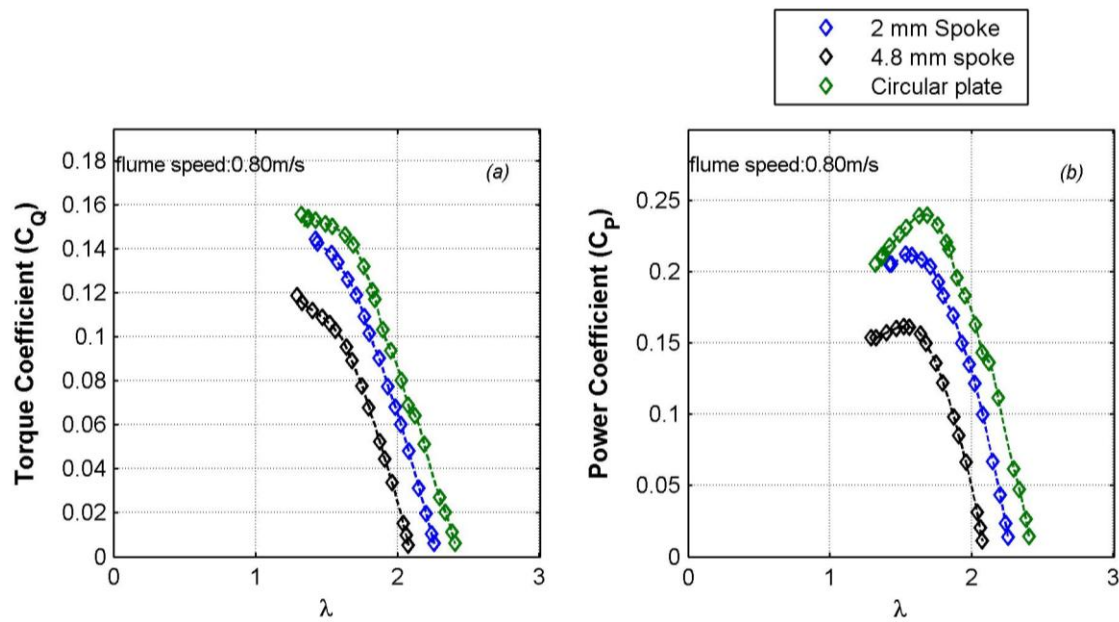 2 mm Spoke
4.8 mm spoke
Circular plate
flume speed:0.80m/s
(a)
Torque Coefficient (C_Q)
0.18
0.16
0.14
0.12
0.1
0.08
0.06
0.04
0.02
0
0
1
2
3
λ
flume speed:0.80m/s
(b)
Power Coefficient (C_P)
0.25
0.2
0.15
0.1
0.05
0
0
1
2
3
λ